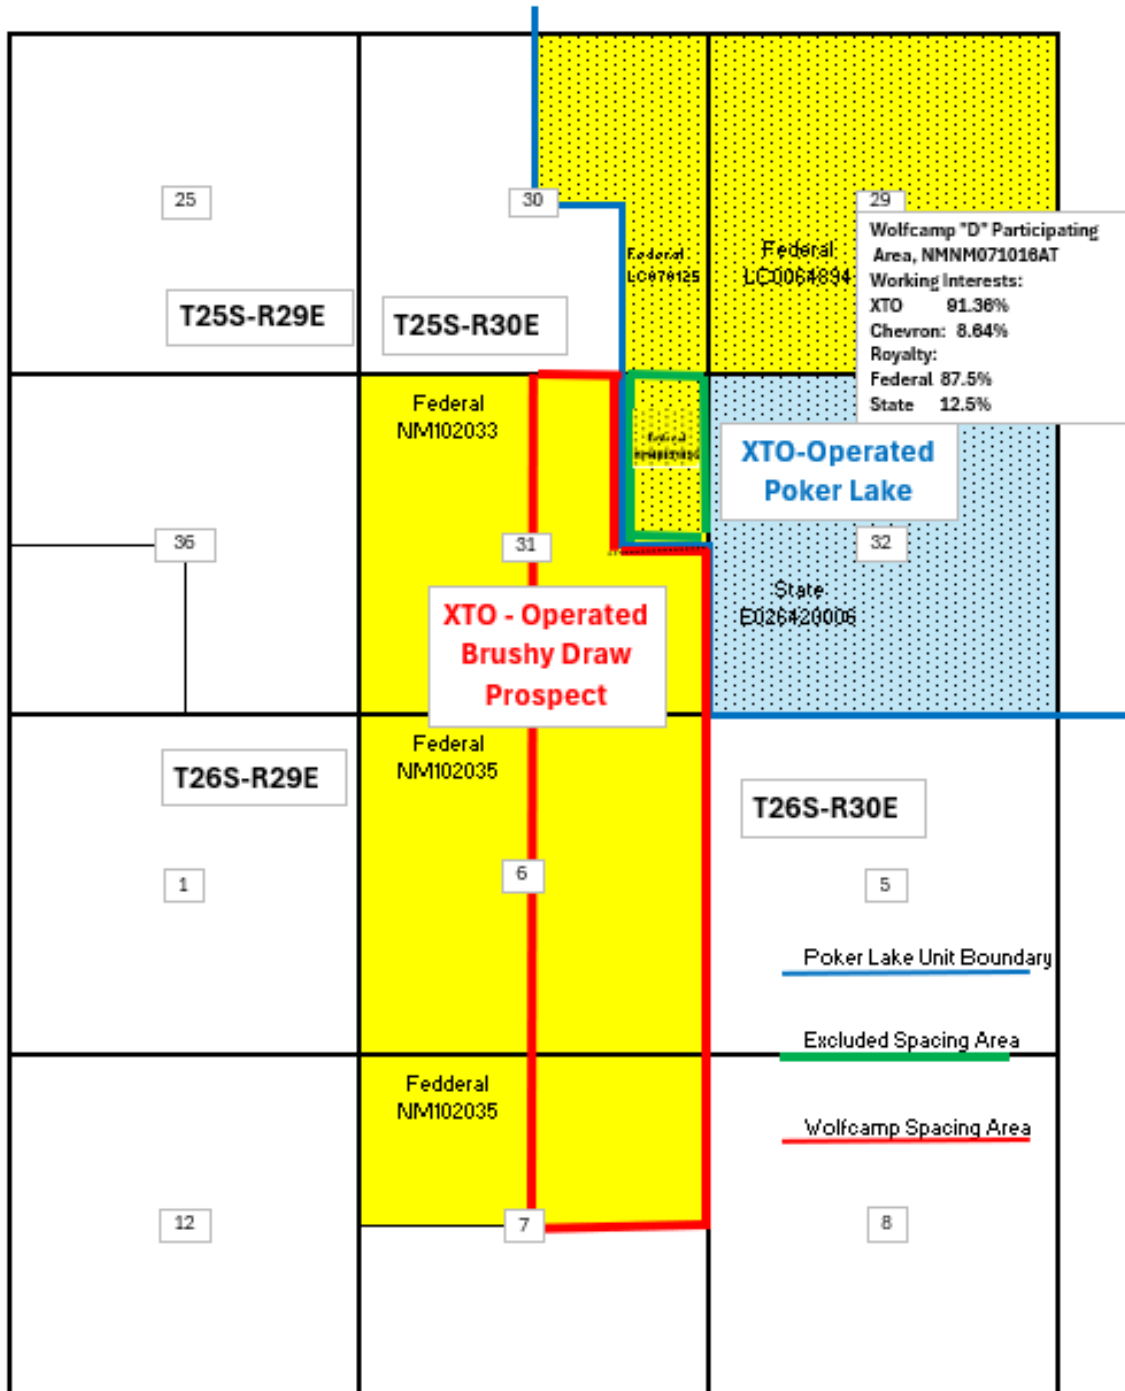 25
30
29
Wolfcamp "D" Participating
Area, NMNM071016AT
Working Interests:
XTO 91.36%
Chevron: 8.64%
Royalty:
Federal 87.5%
State 12.5%
Federal
LC070125
Federal
LC0064894
T25S-R29E
T25S-R30E
Federal
NM102033
Federal
XTO-Operated
Poker Lake
36
31
32
State
E026420006
XTO - Operated
Brushy Draw
Prospect
Federal
NM102035
T26S-R29E
T26S-R30E
1
6
5
Poker Lake Unit Boundary
Excluded Spacing Area
Fedderal
NM102035
Wolfcamp Spacing Area
12
7
8